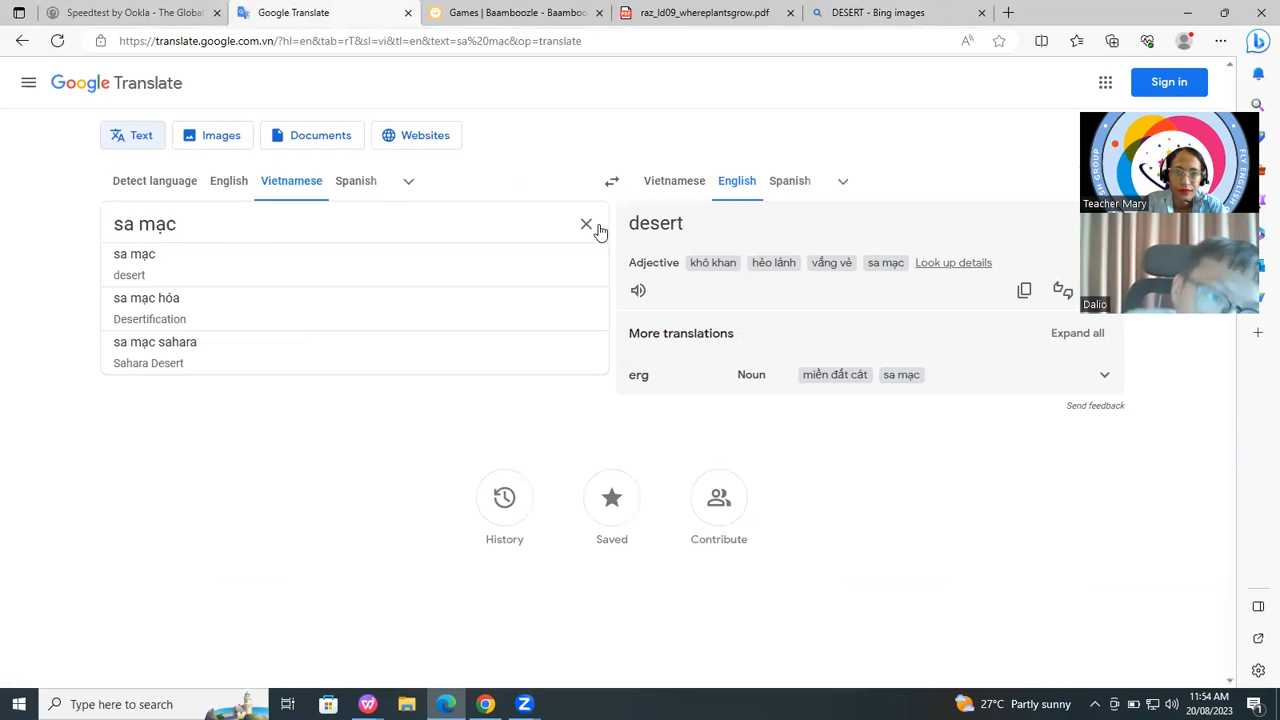 Speedtest by Ookla - The Global
Google Translate
Games | Baamboozle - Baamboo
raz_ld09_whereplantsgrow.pdf
DESERT - Bing images
https://translate.google.com.vn/?hl=en&tab=rT&sl=vi&tl=en&text=sa%20mạc&op=translate
Google Translate
Sign in
Text
Images
Documents
Websites
Detect language
English
Vietnamese
Spanish
Vietnamese
English
Spanish
sa mạc
desert
sa mạc
desert
sa mạc hóa
Desertification
sa mạc sahara
Sahara Desert
Adjective khô khan hẻo lánh vắng vẻ sa mạc Look up details
More translations
Expand all
erg Noun miền đất cát sa mạc
Send feedback
History
Saved
Contribute
FLY ENGLISH GROUP
Teacher Mary
Dalio
Type here to search
27°C Partly sunny
11:54 AM
20/08/2023